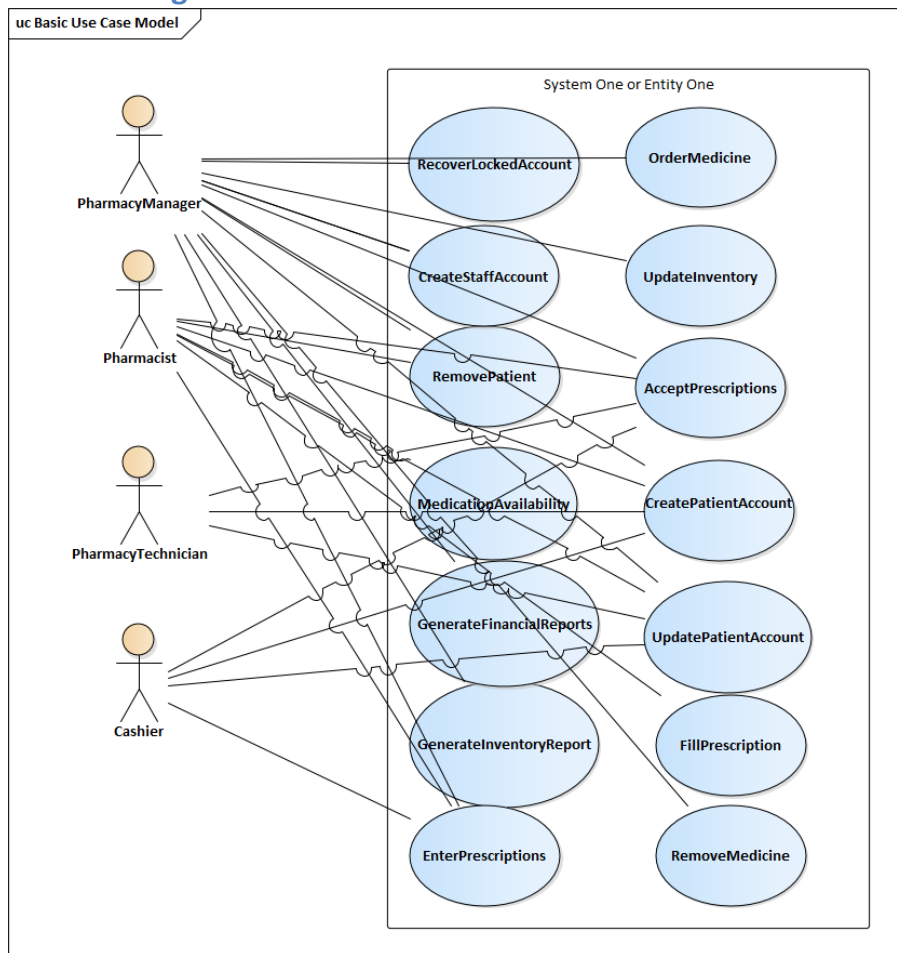 uc Basic Use Case Model
System One or Entity One
RecoverLockedAccount
OrderMedicine
PharmacyManager
CreateStaffAccount
UpdateInventory
Pharmacist
RemovePatient
AcceptPrescriptions
MedicationAvailability
CreatePatientAccount
PharmacyTechnician
GenerateFinancialReports
UpdatePatientAccount
Cashier
GenerateInventoryReport
FillPrescription
EnterPrescriptions
RemoveMedicine